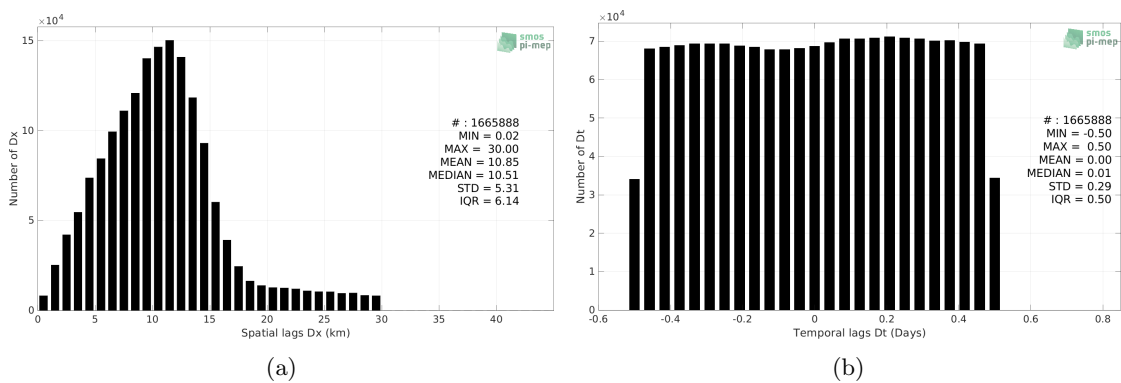 ×10⁴
15
10
5
0
Number of Dx
0 5 10 15 20 25 30 35 40
Spatial lags Dx (km)
smos
pi-mep
# : 1665888
MIN = 0.02
MAX = 30.00
MEAN = 10.85
MEDIAN = 10.51
STD = 5.31
IQR = 6.14
(a)
×10⁴
7
6
5
4
3
2
1
0
Number of Dt
-0.6 -0.4 -0.2 0 0.2 0.4 0.6 0.8
Temporal lags Dt (Days)
smos
pi-mep
# : 1665888
MIN = -0.50
MAX = 0.50
MEAN = 0.00
MEDIAN = 0.01
STD = 0.29
IQR = 0.50
(b)